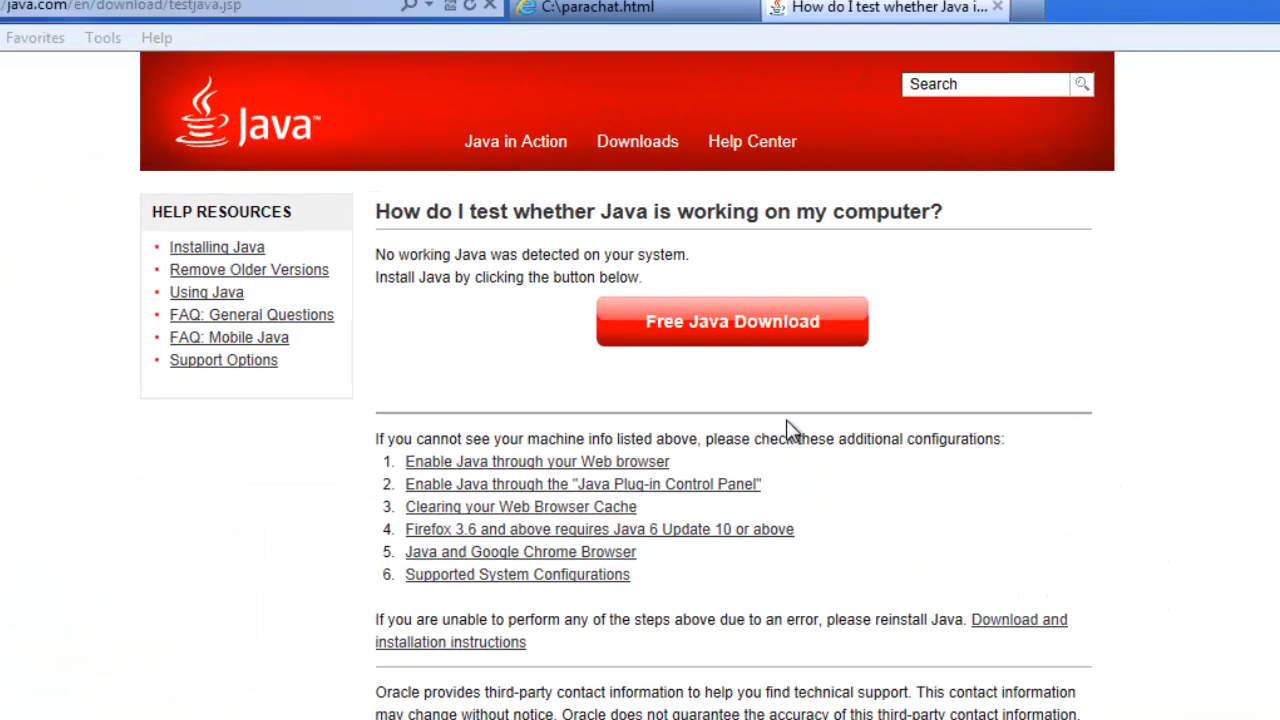 /java.com/en/download/testjava.jsp
C:\parachat.html
How do I test whether Java i...
Favorites Tools Help
Java™
Search
Java in Action Downloads Help Center
HELP RESOURCES
Installing Java
Remove Older Versions
Using Java
FAQ: General Questions
FAQ: Mobile Java
Support Options
How do I test whether Java is working on my computer?
No working Java was detected on your system.
Install Java by clicking the button below.
Free Java Download
If you cannot see your machine info listed above, please check these additional configurations:
1. Enable Java through your Web browser
2. Enable Java through the "Java Plug-in Control Panel"
3. Clearing your Web Browser Cache
4. Firefox 3.6 and above requires Java 6 Update 10 or above
5. Java and Google Chrome Browser
6. Supported System Configurations
If you are unable to perform any of the steps above due to an error, please reinstall Java. Download and
installation instructions
Oracle provides third-party contact information to help you find technical support. This contact information
may change without notice. Oracle does not guarantee the accuracy of this third-party contact information.